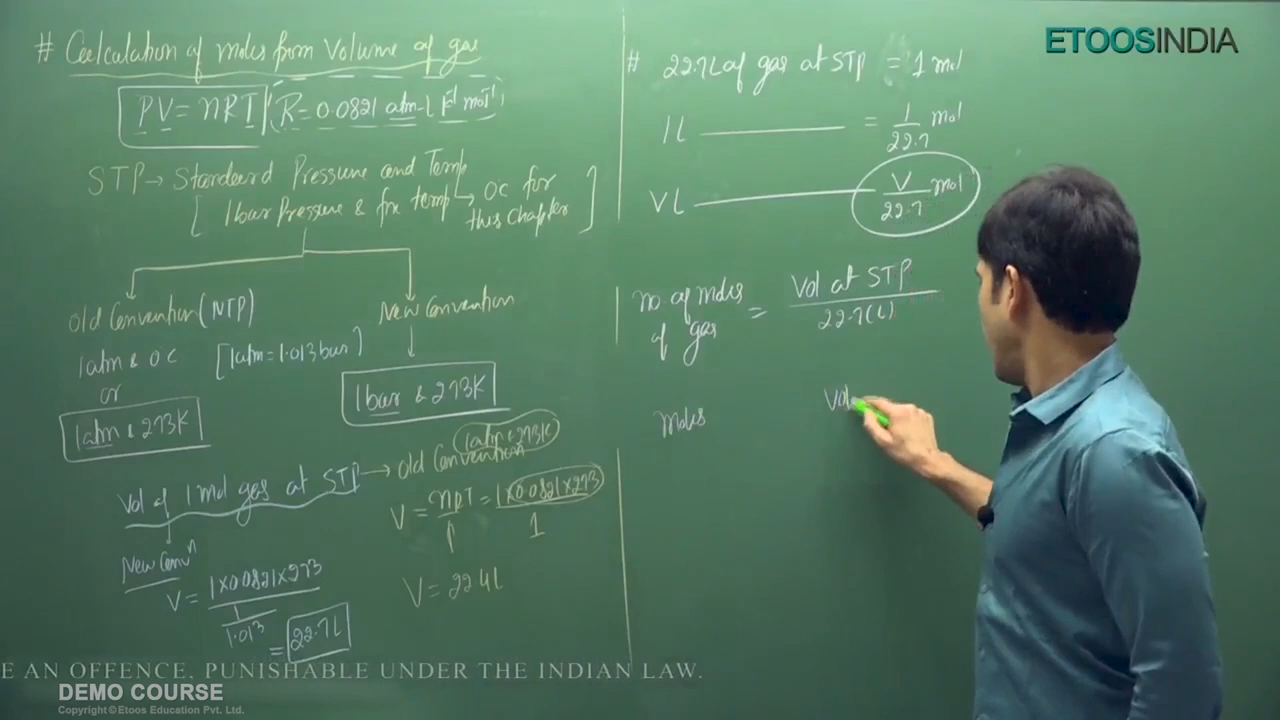 # Calculation of moles from Volume of gas
PV = nRT (R = 0.0821 atm-L K⁻¹ mol⁻¹)
STP → Standard Pressure and Temp
[ 1bar Pressure & fix temp → 0C for
this chapter ]
Old Convention (NTP)
1atm & 0C [1atm = 1.013bar]
or
1atm & 273K
New Convention
1bar & 273K
Vol of 1 mol gas at STP → Old Convention
1atm & 273K
V = nRT/P = 1×0.0821×273/1
V = 22.4L
New Convⁿ
V = 1×0.0821×273
1/1.013
= 22.7L
# 22.7L of gas at STP = 1 mol
1L = 1/22.7 mol
VL V/22.7 mol
no of moles of gas = Vol at STP / 22.7(L)
Moles Vol
ETOOSINDIA
E AN OFFENCE, PUNISHABLE UNDER THE INDIAN LAW.
DEMO COURSE
Copyright © Etoos Education Pvt. Ltd.